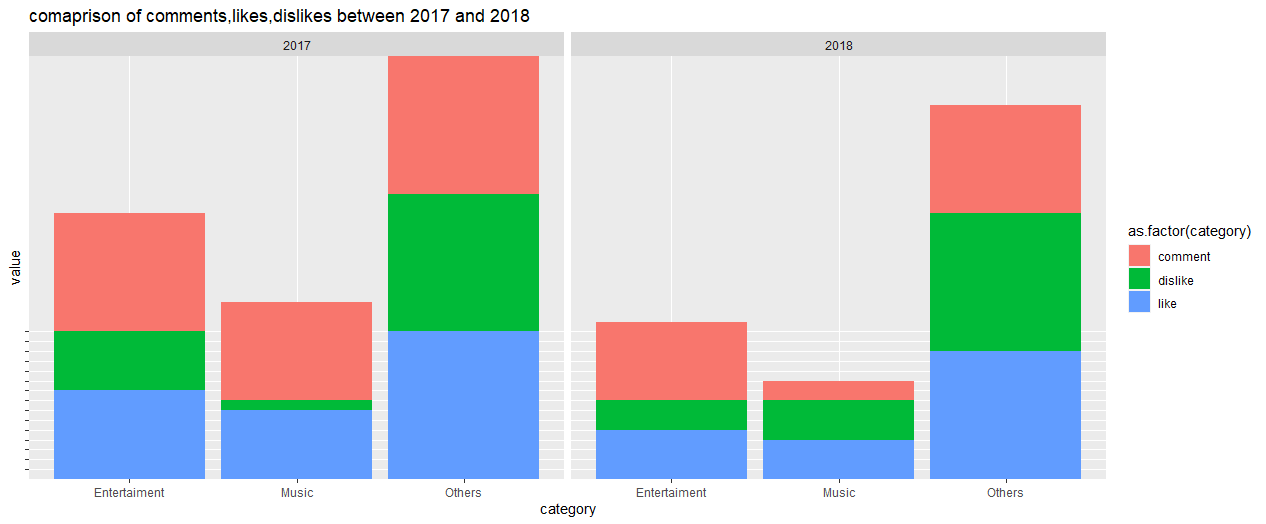 comaprison of comments,likes,dislikes between 2017 and 2018
2017
2018
value
Entertaiment
Music
Others
Entertaiment
Music
Others
category
as.factor(category)
comment
dislike
like